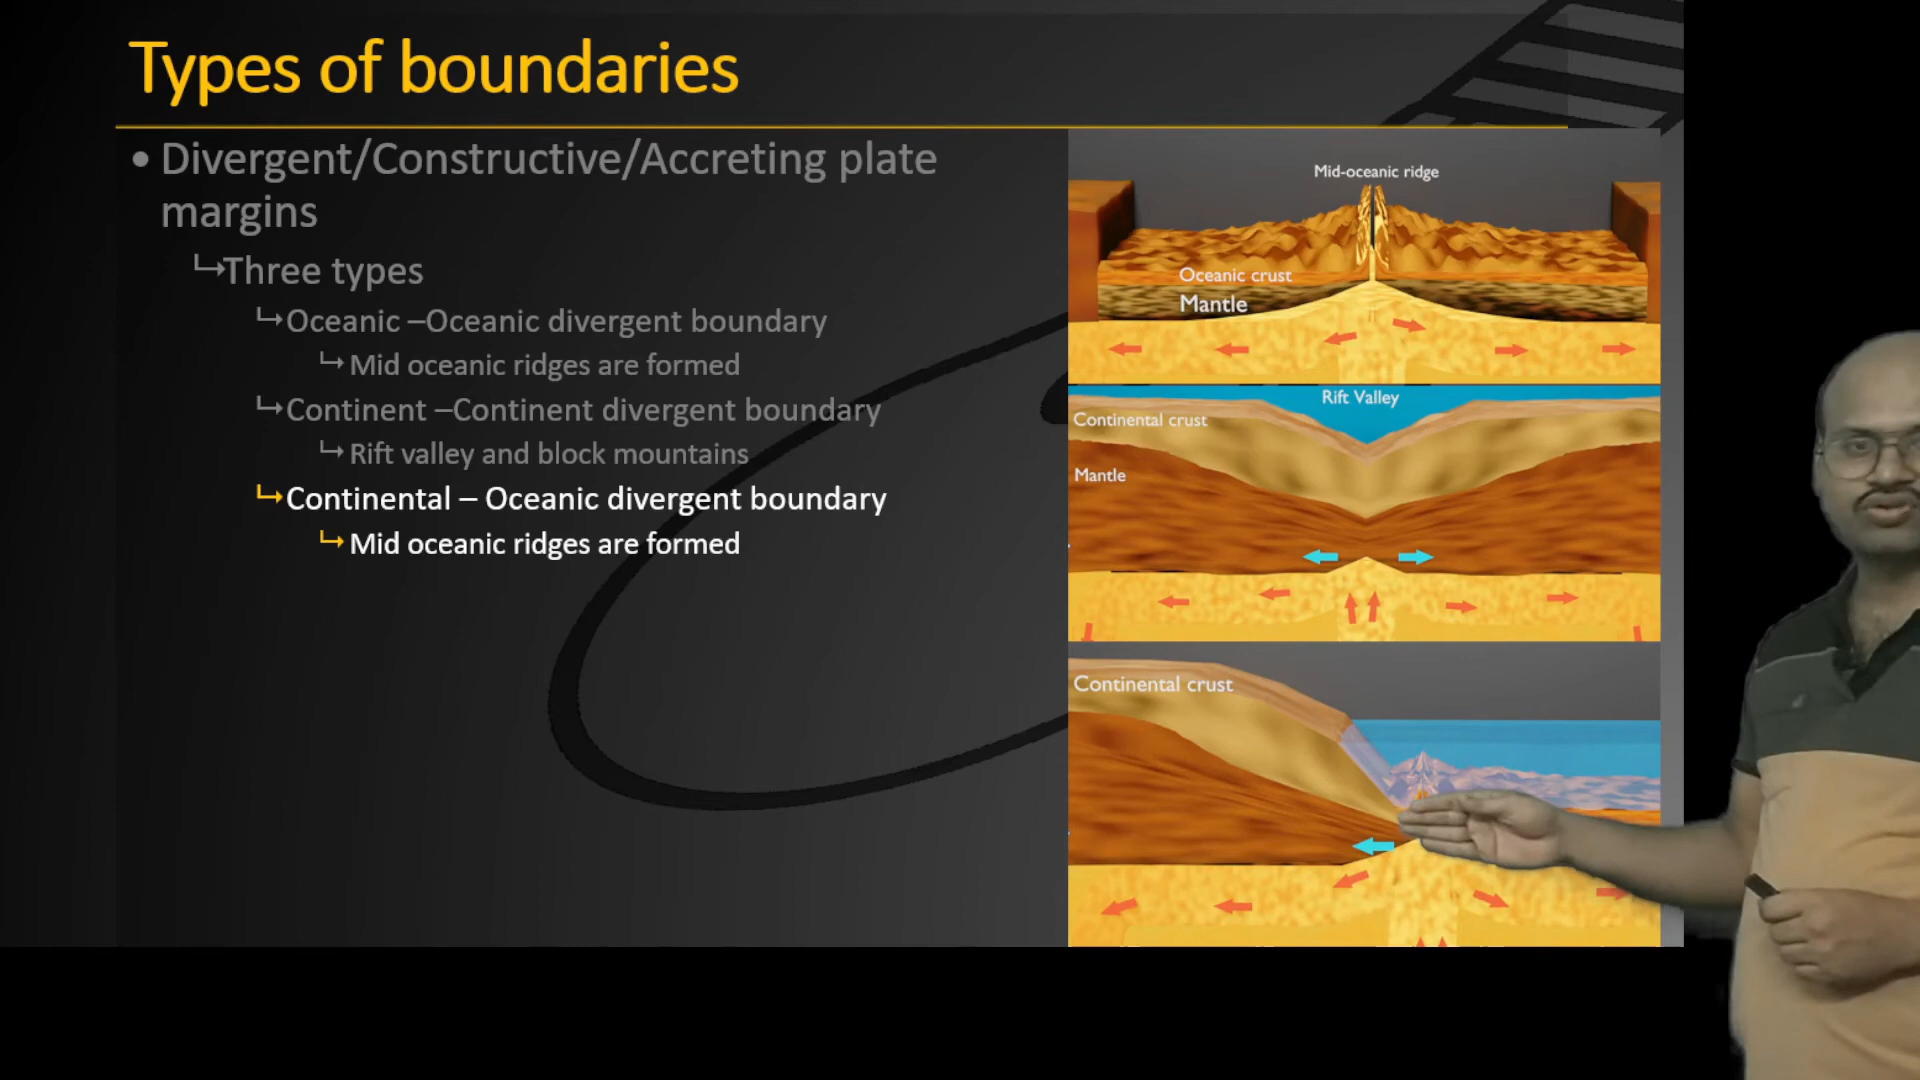 Types of boundaries
• Divergent/Constructive/Accreting plate
margins
Three types
Oceanic –Oceanic divergent boundary
Mid oceanic ridges are formed
Continent –Continent divergent boundary
Rift valley and block mountains
Continental – Oceanic divergent boundary
Mid oceanic ridges are formed
Mid-oceanic ridge
Oceanic crust
Mantle
Rift Valley
Continental crust
Mantle
Continental crust